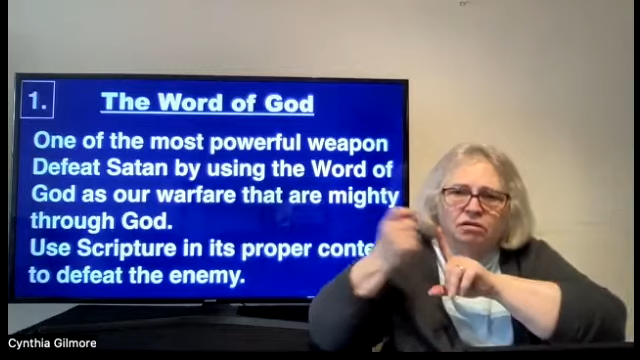 1.
The Word of God
One of the most powerful weapon
Defeat Satan by using the Word of
God as our warfare that are mighty
through God.
Use Scripture in its proper
to defeat the enemy.
Cynthia Gilmore